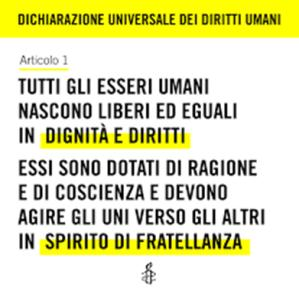 DICHIARAZIONE UNIVERSALE DEI DIRITTI UMANI
Articolo 1
TUTTI GLI ESSERI UMANI
NASCONO LIBERI ED EGUALI
IN DIGNITÀ E DIRITTI
ESSI SONO DOTATI DI RAGIONE
E DI COSCIENZA E DEVONO
AGIRE GLI UNI VERSO GLI ALTRI
IN SPIRITO DI FRATELLANZA